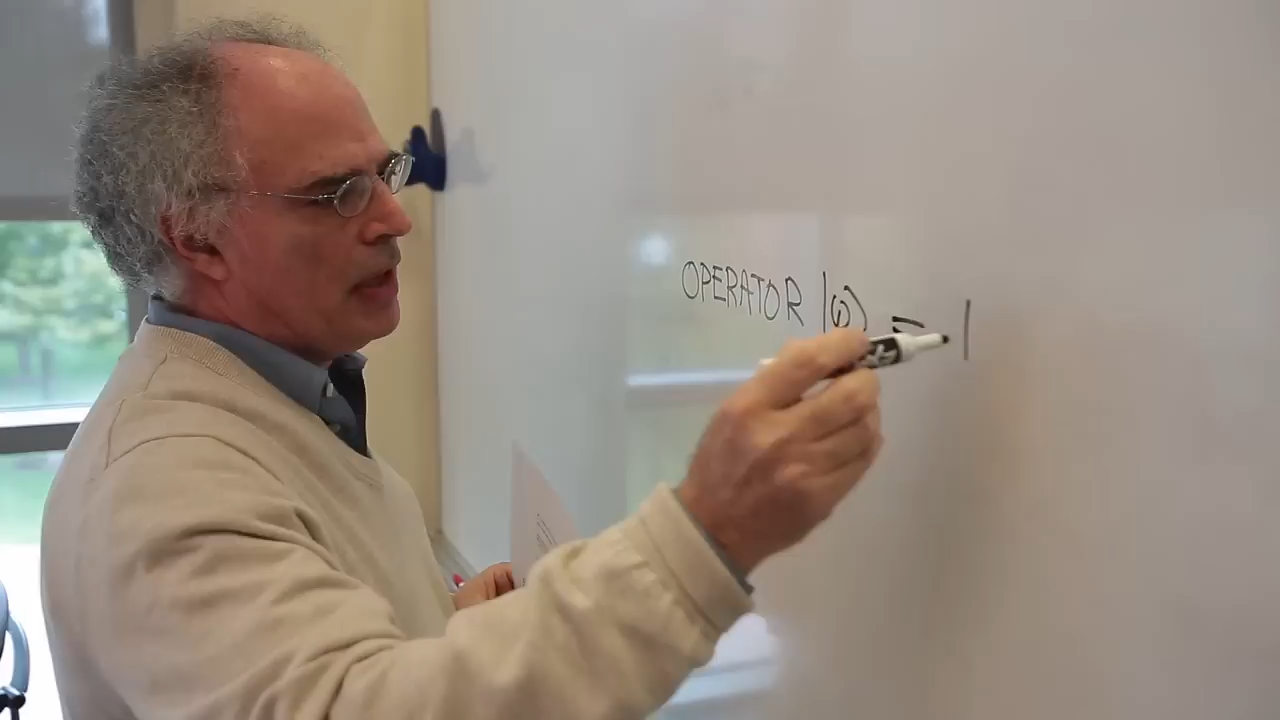 OPERATOR |φ⟩ = |